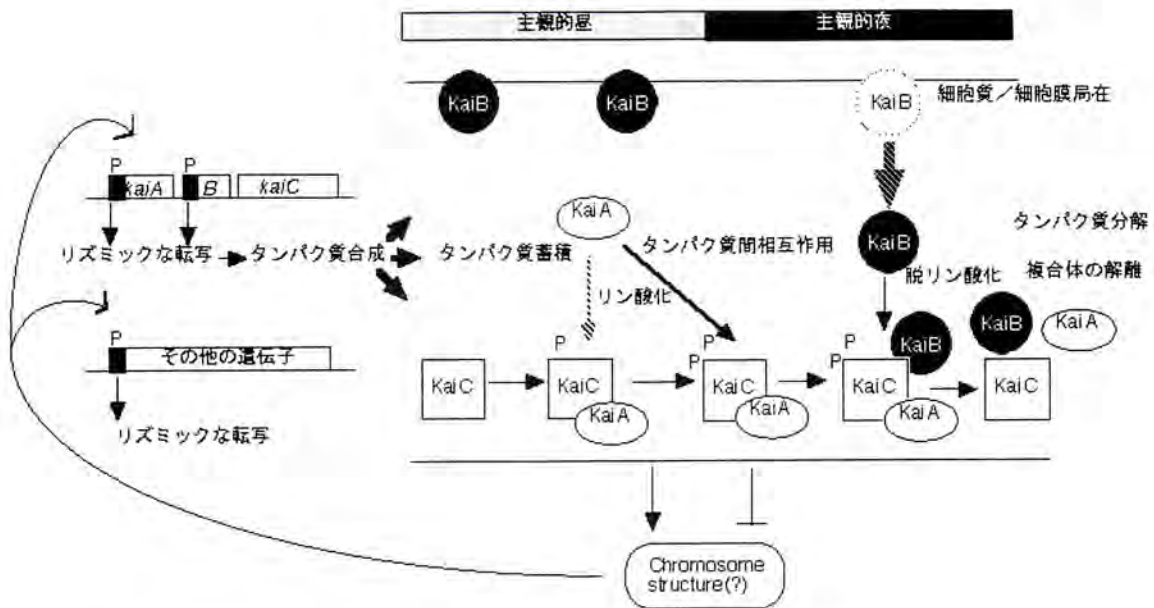 主観的昼
主観的夜
KaiB
KaiB
KaiB
細胞質／細胞膜局在
P
P
kaiA
B
kaiC
リズミックな転写
タンパク質合成
タンパク質蓄積
KaiA
タンパク質間相互作用
KaiB
タンパク質分解
リン酸化
脱リン酸化
複合体の解離
P
その他の遺伝子
リズミックな転写
P
P
P
P
P
KaiB
KaiB
KaiA
KaiC
KaiC
KaiA
KaiC
KaiA
KaiC
KaiA
KaiC
Chromosome
structure(?)